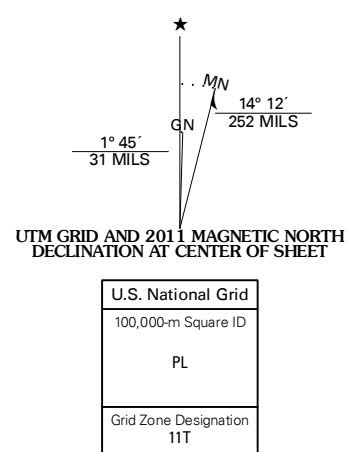 ★
MN
GN
1° 45´
31 MILS
14° 12´
252 MILS
UTM GRID AND 2011 MAGNETIC NORTH
DECLINATION AT CENTER OF SHEET
U.S. National Grid
100,000-m Square ID
PL
Grid Zone Designation
11T